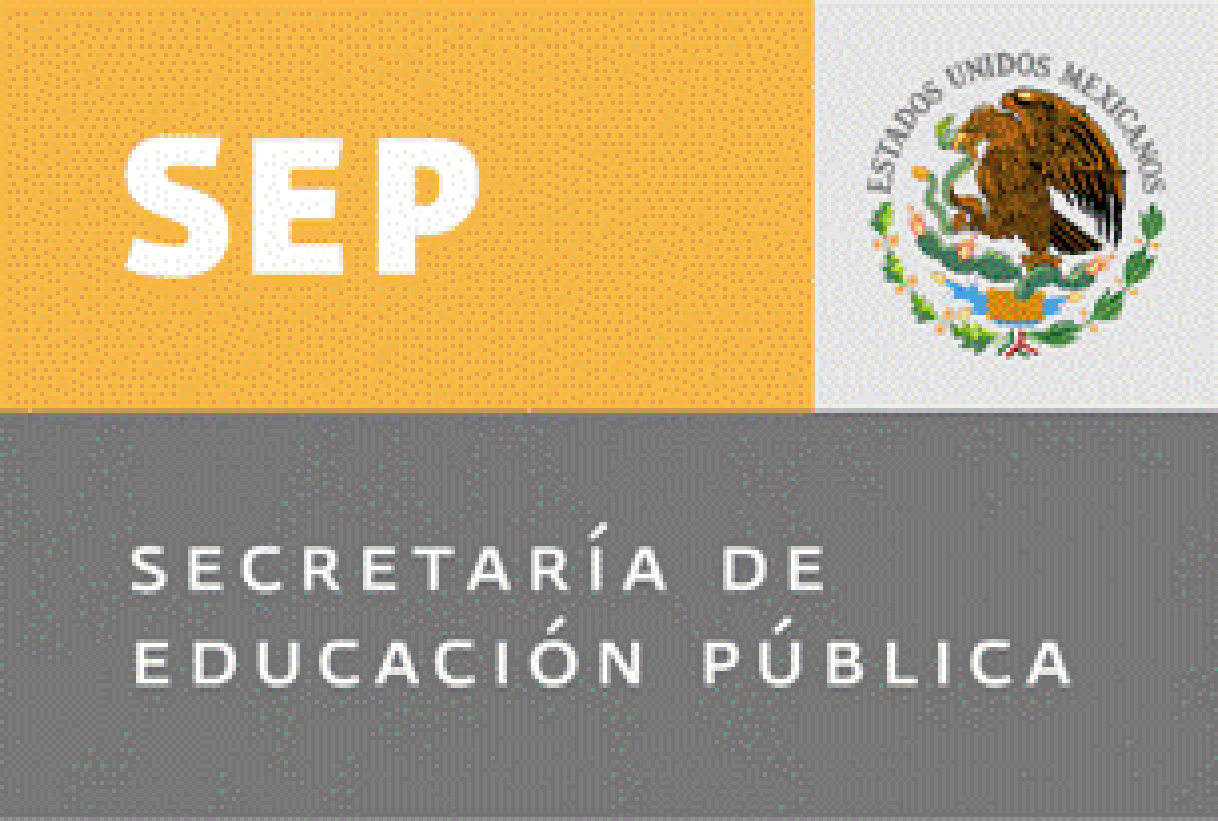 SEP
ESTADOS UNIDOS MEXICANOS
SECRETARÍA DE
EDUCACIÓN PÚBLICA